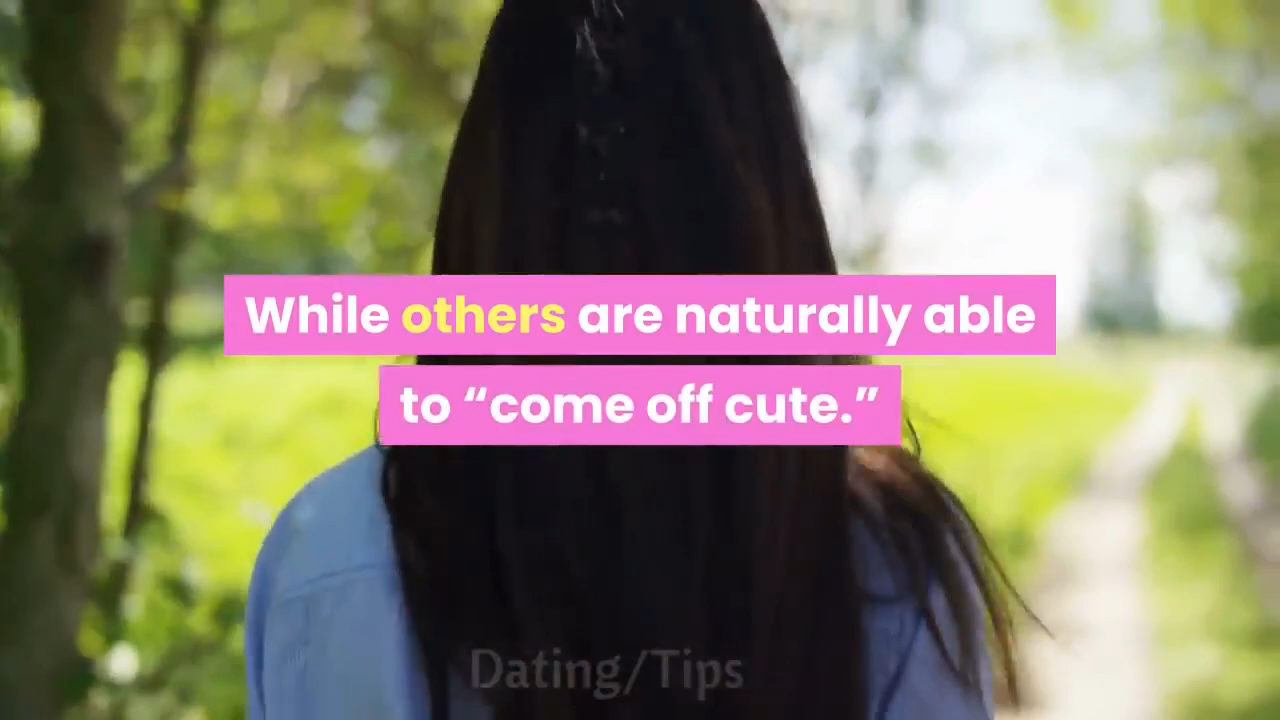 While others are naturally able
to “come off cute.”
Dating/Tips